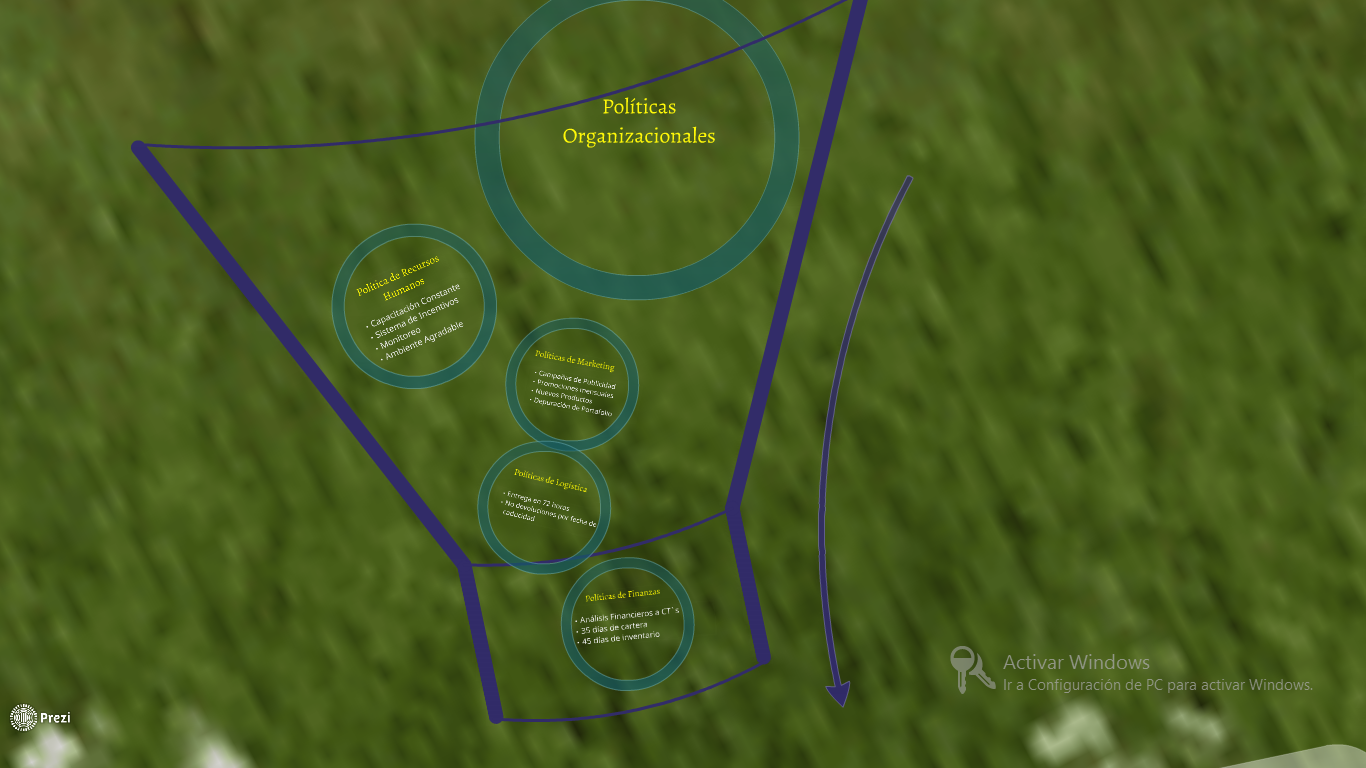 Políticas
Organizacionales
Política de Recursos
Humanos
• Capacitación Constante
• Sistema de Incentivos
• Monitoreo
• Ambiente Agradable
Políticas de Marketing
• Campañas de Publicidad
• Promociones mensuales
• Nuevos Productos
• Depuración de Portafolio
Políticas de Logística
• Entrega en 72 horas
• No devoluciones por fecha de
caducidad
Políticas de Finanzas
• Análisis Financieros a CT`s
• 35 días de cartera
• 45 días de inventario
Activar Windows
Ir a Configuración de PC para activar Windows.
Prezi